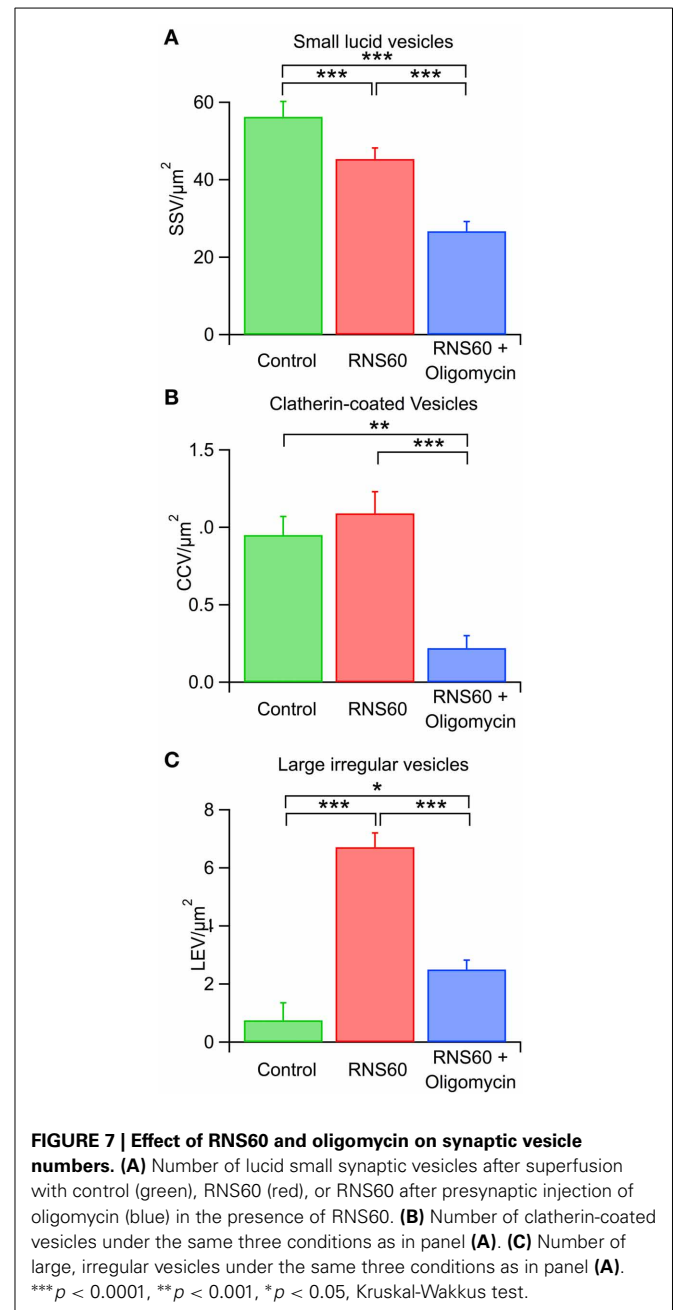 A
Small lucid vesicles
***
*** ***
60
40
20
0
SSV/µm²
Control RNS60 RNS60 + Oligomycin
B
Clatherin-coated Vesicles
**
***
1.5
.0
0.5
0.0
CCV/µm²
Control RNS60 RNS60 + Oligomycin
C
Large irregular vesicles
*
*** ***
8
6
4
2
0
LEV/µm²
Control RNS60 RNS60 + Oligomycin
FIGURE 7 | Effect of RNS60 and oligomycin on synaptic vesicle
numbers. (A) Number of lucid small synaptic vesicles after superfusion
with control (green), RNS60 (red), or RNS60 after presynaptic injection of
oligomycin (blue) in the presence of RNS60. (B) Number of clatherin-coated
vesicles under the same three conditions as in panel (A). (C) Number of
large, irregular vesicles under the same three conditions as in panel (A).
***p < 0.0001, **p < 0.001, *p < 0.05, Kruskal-Wakkus test.